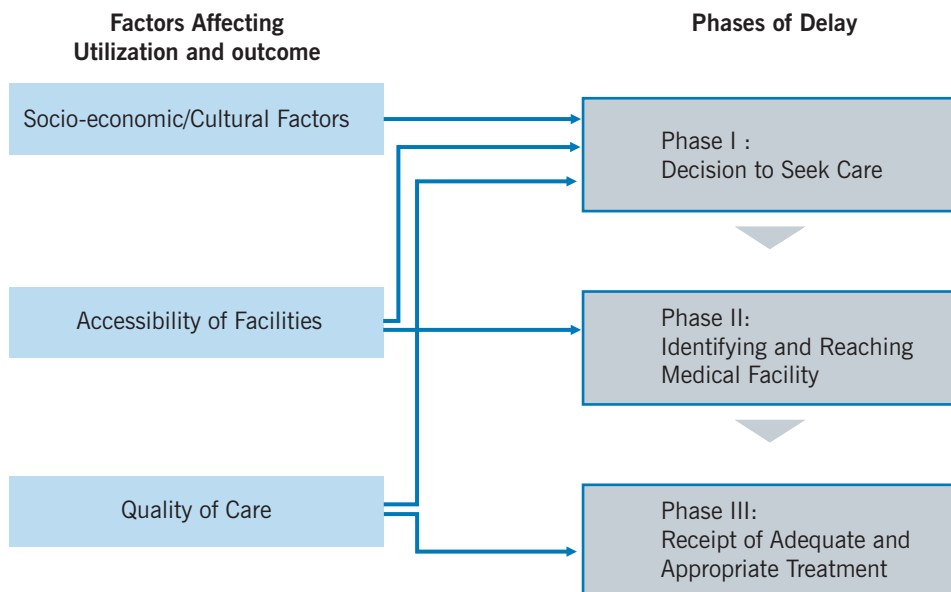 Factors Affecting
Utilization and outcome
Phases of Delay
Socio-economic/Cultural Factors
Phase I :
Decision to Seek Care
Accessibility of Facilities
Phase II:
Identifying and Reaching
Medical Facility
Quality of Care
Phase III:
Receipt of Adequate and
Appropriate Treatment